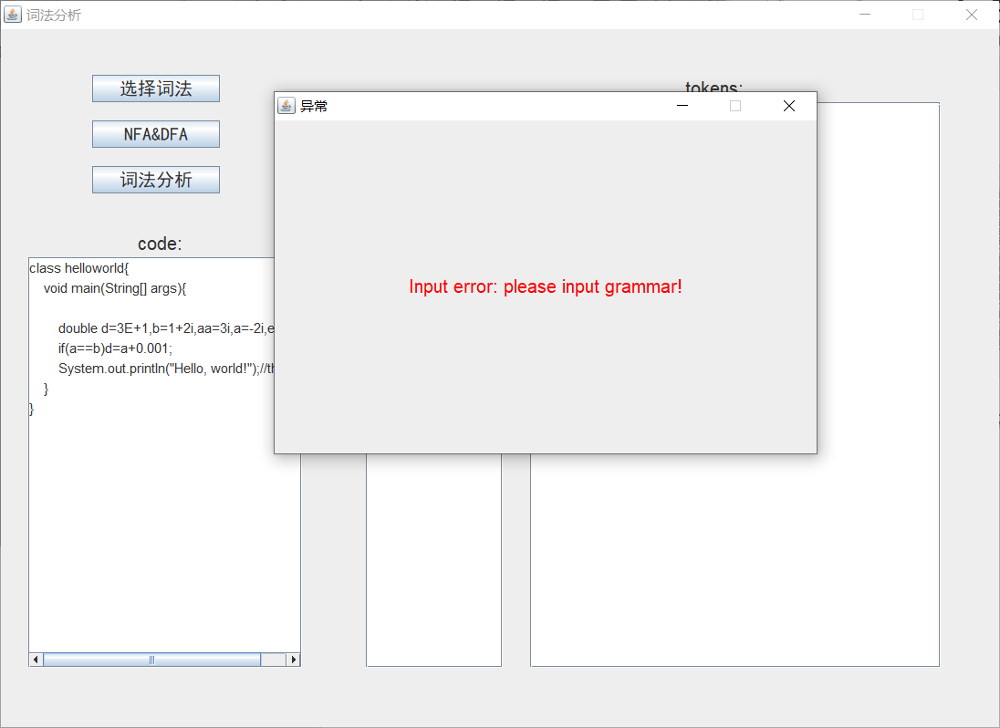 词法分析
选择词法
NFA&DFA
词法分析
tokens:
异常
Input error: please input grammar!
code:
class helloworld{
void main(String[] args){
double d=3E+1,b=1+2i,aa=3i,a=-2i,e
if(a==b)d=a+0.001;
System.out.println("Hello, world!");//th
}
}